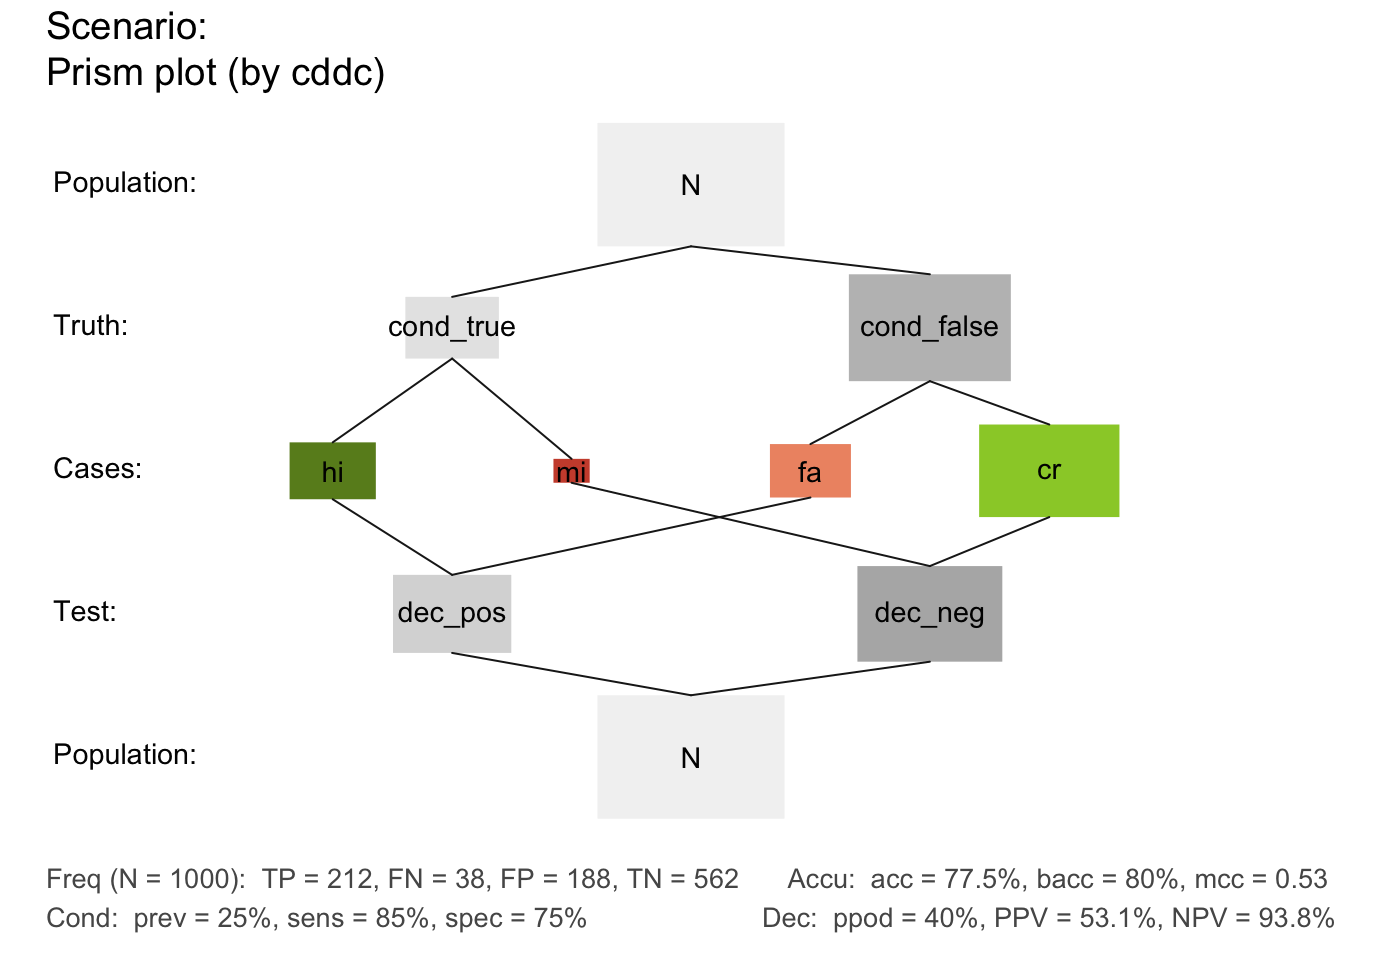 Scenario:
Prism plot (by cddc)
Population:
N
Truth:
cond_true
cond_false
Cases:
hi
mi
fa
cr
Test:
dec_pos
dec_neg
Population:
N
Freq (N = 1000):  TP = 212, FN = 38, FP = 188, TN = 562
Accu:  acc = 77.5%, bacc = 80%, mcc = 0.53
Cond:  prev = 25%, sens = 85%, spec = 75%
Dec:  ppod = 40%, PPV = 53.1%, NPV = 93.8%